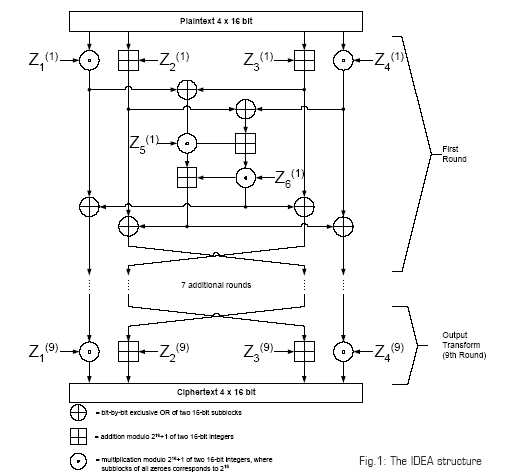 Plaintext 4 x 16 bit
Z₁⁽¹⁾ Z₂⁽¹⁾ Z₃⁽¹⁾ Z₄⁽¹⁾
Z₅⁽¹⁾
Z₆⁽¹⁾
First
Round
7 additional rounds
Output
Transform
(9th Round)
Z₁⁽⁹⁾ Z₂⁽⁹⁾ Z₃⁽⁹⁾ Z₄⁽⁹⁾
Ciphertext 4 x 16 bit
= bit-by-bit exclusive OR of two 16-bit subblocks
= addition modulo 2¹⁶+1 of two 16-bit integers
= multiplication modulo 2¹⁶+1 of two 16-bit integers, where
subblocks of all zeroes corresponds to 2¹⁶
Fig.1: The IDEA structure